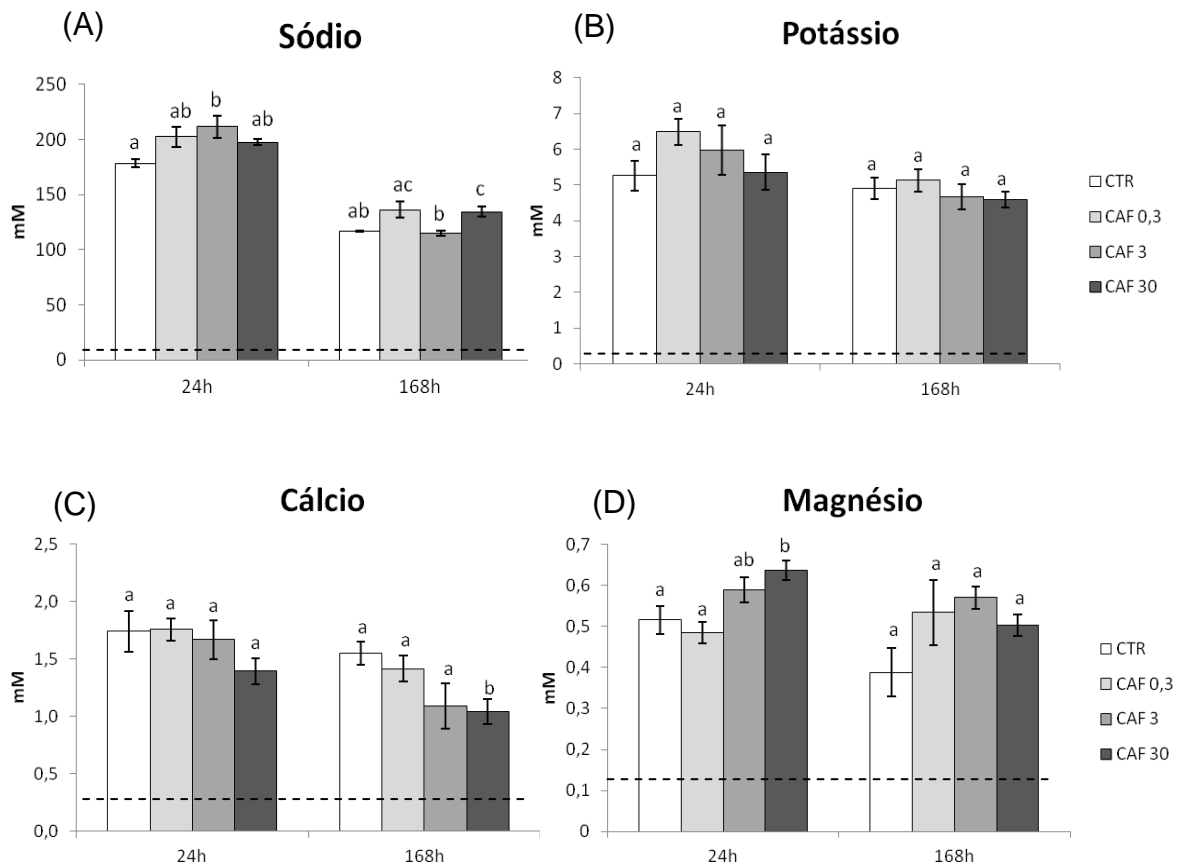 (A)
Sódio
250
200
150
100
50
0
mM
a ab b ab
ab ac b c
24h 168h
(B)
Potássio
8
7
6
5
4
3
2
1
0
mM
a a a a
a a a a
24h 168h
CTR
CAF 0,3
CAF 3
CAF 30
(C)
Cálcio
2,5
2,0
1,5
1,0
0,5
0,0
mM
a a a a
a a a b
24h 168h
(D)
Magnésio
0,7
0,6
0,5
0,4
0,3
0,2
0,1
0
mM
a a ab b
a a a a
24h 168h
CTR
CAF 0,3
CAF 3
CAF 30